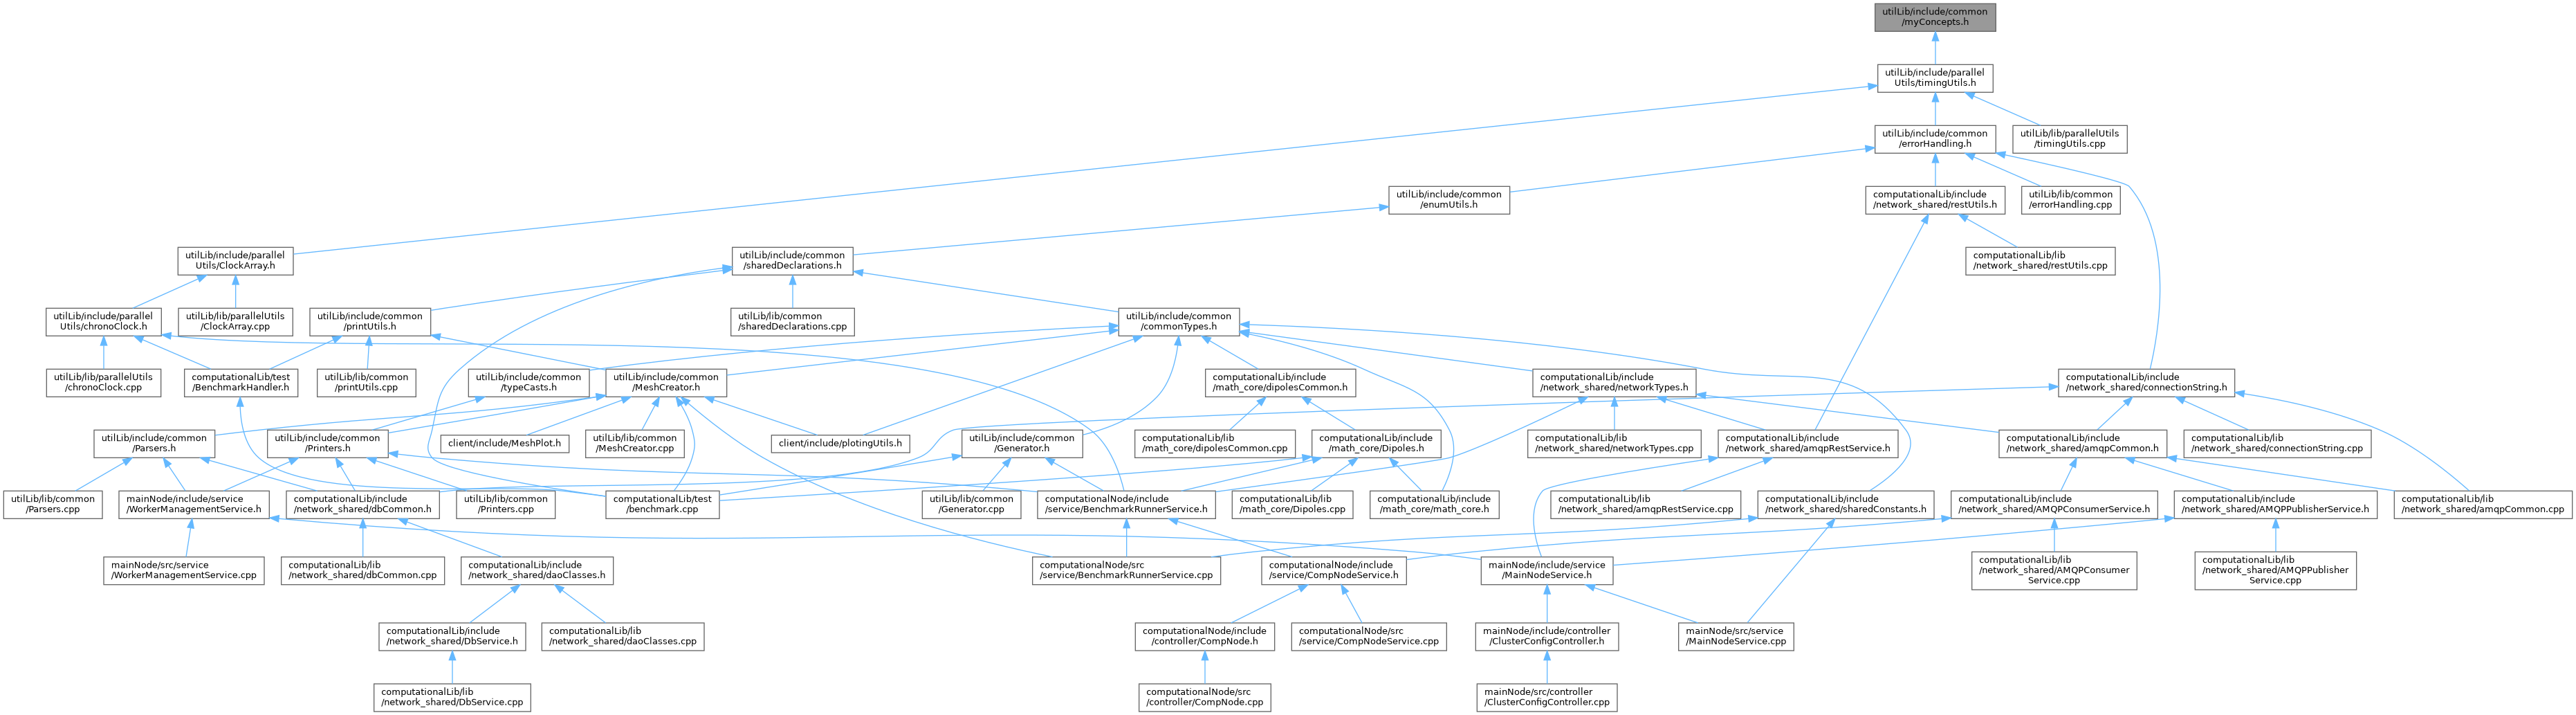 utilLib/include/common
/myConcepts.h
utilLib/include/parallel
Utils/timingUtils.h
utilLib/include/common
/errorHandling.h
utilLib/lib/parallelUtils
/timingUtils.cpp
utilLib/include/common
/enumUtils.h
computationalLib/include
/network_shared/restUtils.h
utilLib/lib/common
/errorHandling.cpp
utilLib/include/parallel
Utils/ClockArray.h
utilLib/include/common
/sharedDeclarations.h
computationalLib/lib
/network_shared/restUtils.cpp
utilLib/include/parallel
Utils/chronoClock.h
utilLib/lib/parallelUtils
/ClockArray.cpp
utilLib/include/common
/printUtils.h
utilLib/lib/common
/sharedDeclarations.cpp
utilLib/include/common
/commonTypes.h
utilLib/lib/parallelUtils
/chronoClock.cpp
computationalLib/test
/BenchmarkHandler.h
utilLib/lib/common
/printUtils.cpp
utilLib/include/common
/typeCasts.h
utilLib/include/common
/MeshCreator.h
computationalLib/include
/math_core/dipolesCommon.h
computationalLib/include
/network_shared/networkTypes.h
computationalLib/include
/network_shared/connectionString.h
utilLib/include/common
/Parsers.h
utilLib/include/common
/Printers.h
client/include/MeshPlot.h
utilLib/lib/common
/MeshCreator.cpp
client/include/plotingUtils.h
utilLib/include/common
/Generator.h
computationalLib/lib
/math_core/dipolesCommon.cpp
computationalLib/include
/math_core/Dipoles.h
computationalLib/lib
/network_shared/networkTypes.cpp
computationalLib/include
/network_shared/amqpRestService.h
computationalLib/include
/network_shared/amqpCommon.h
computationalLib/lib
/network_shared/connectionString.cpp
utilLib/lib/common
/Parsers.cpp
mainNode/include/service
/WorkerManagementService.h
computationalLib/include
/network_shared/dbCommon.h
utilLib/lib/common
/Printers.cpp
computationalLib/test
/benchmark.cpp
utilLib/lib/common
/Generator.cpp
computationalNode/include
/service/BenchmarkRunnerService.h
computationalLib/lib
/math_core/Dipoles.cpp
computationalLib/include
/math_core/math_core.h
computationalLib/lib
/network_shared/amqpRestService.cpp
computationalLib/include
/network_shared/sharedConstants.h
computationalLib/include
/network_shared/AMQPConsumerService.h
computationalLib/include
/network_shared/AMQPPublisherService.h
computationalLib/lib
/network_shared/amqpCommon.cpp
mainNode/src/service
/WorkerManagementService.cpp
computationalLib/lib
/network_shared/dbCommon.cpp
computationalLib/include
/network_shared/daoClasses.h
computationalNode/src
/service/BenchmarkRunnerService.cpp
computationalNode/include
/service/CompNodeService.h
mainNode/include/service
/MainNodeService.h
computationalLib/lib
/network_shared/AMQPConsumer
Service.cpp
computationalLib/lib
/network_shared/AMQPPublisher
Service.cpp
computationalLib/include
/network_shared/DbService.h
computationalLib/lib
/network_shared/daoClasses.cpp
computationalNode/include
/controller/CompNode.h
computationalNode/src
/service/CompNodeService.cpp
mainNode/include/controller
/ClusterConfigController.h
mainNode/src/service
/MainNodeService.cpp
computationalLib/lib
/network_shared/DbService.cpp
computationalNode/src
/controller/CompNode.cpp
mainNode/src/controller
/ClusterConfigController.cpp